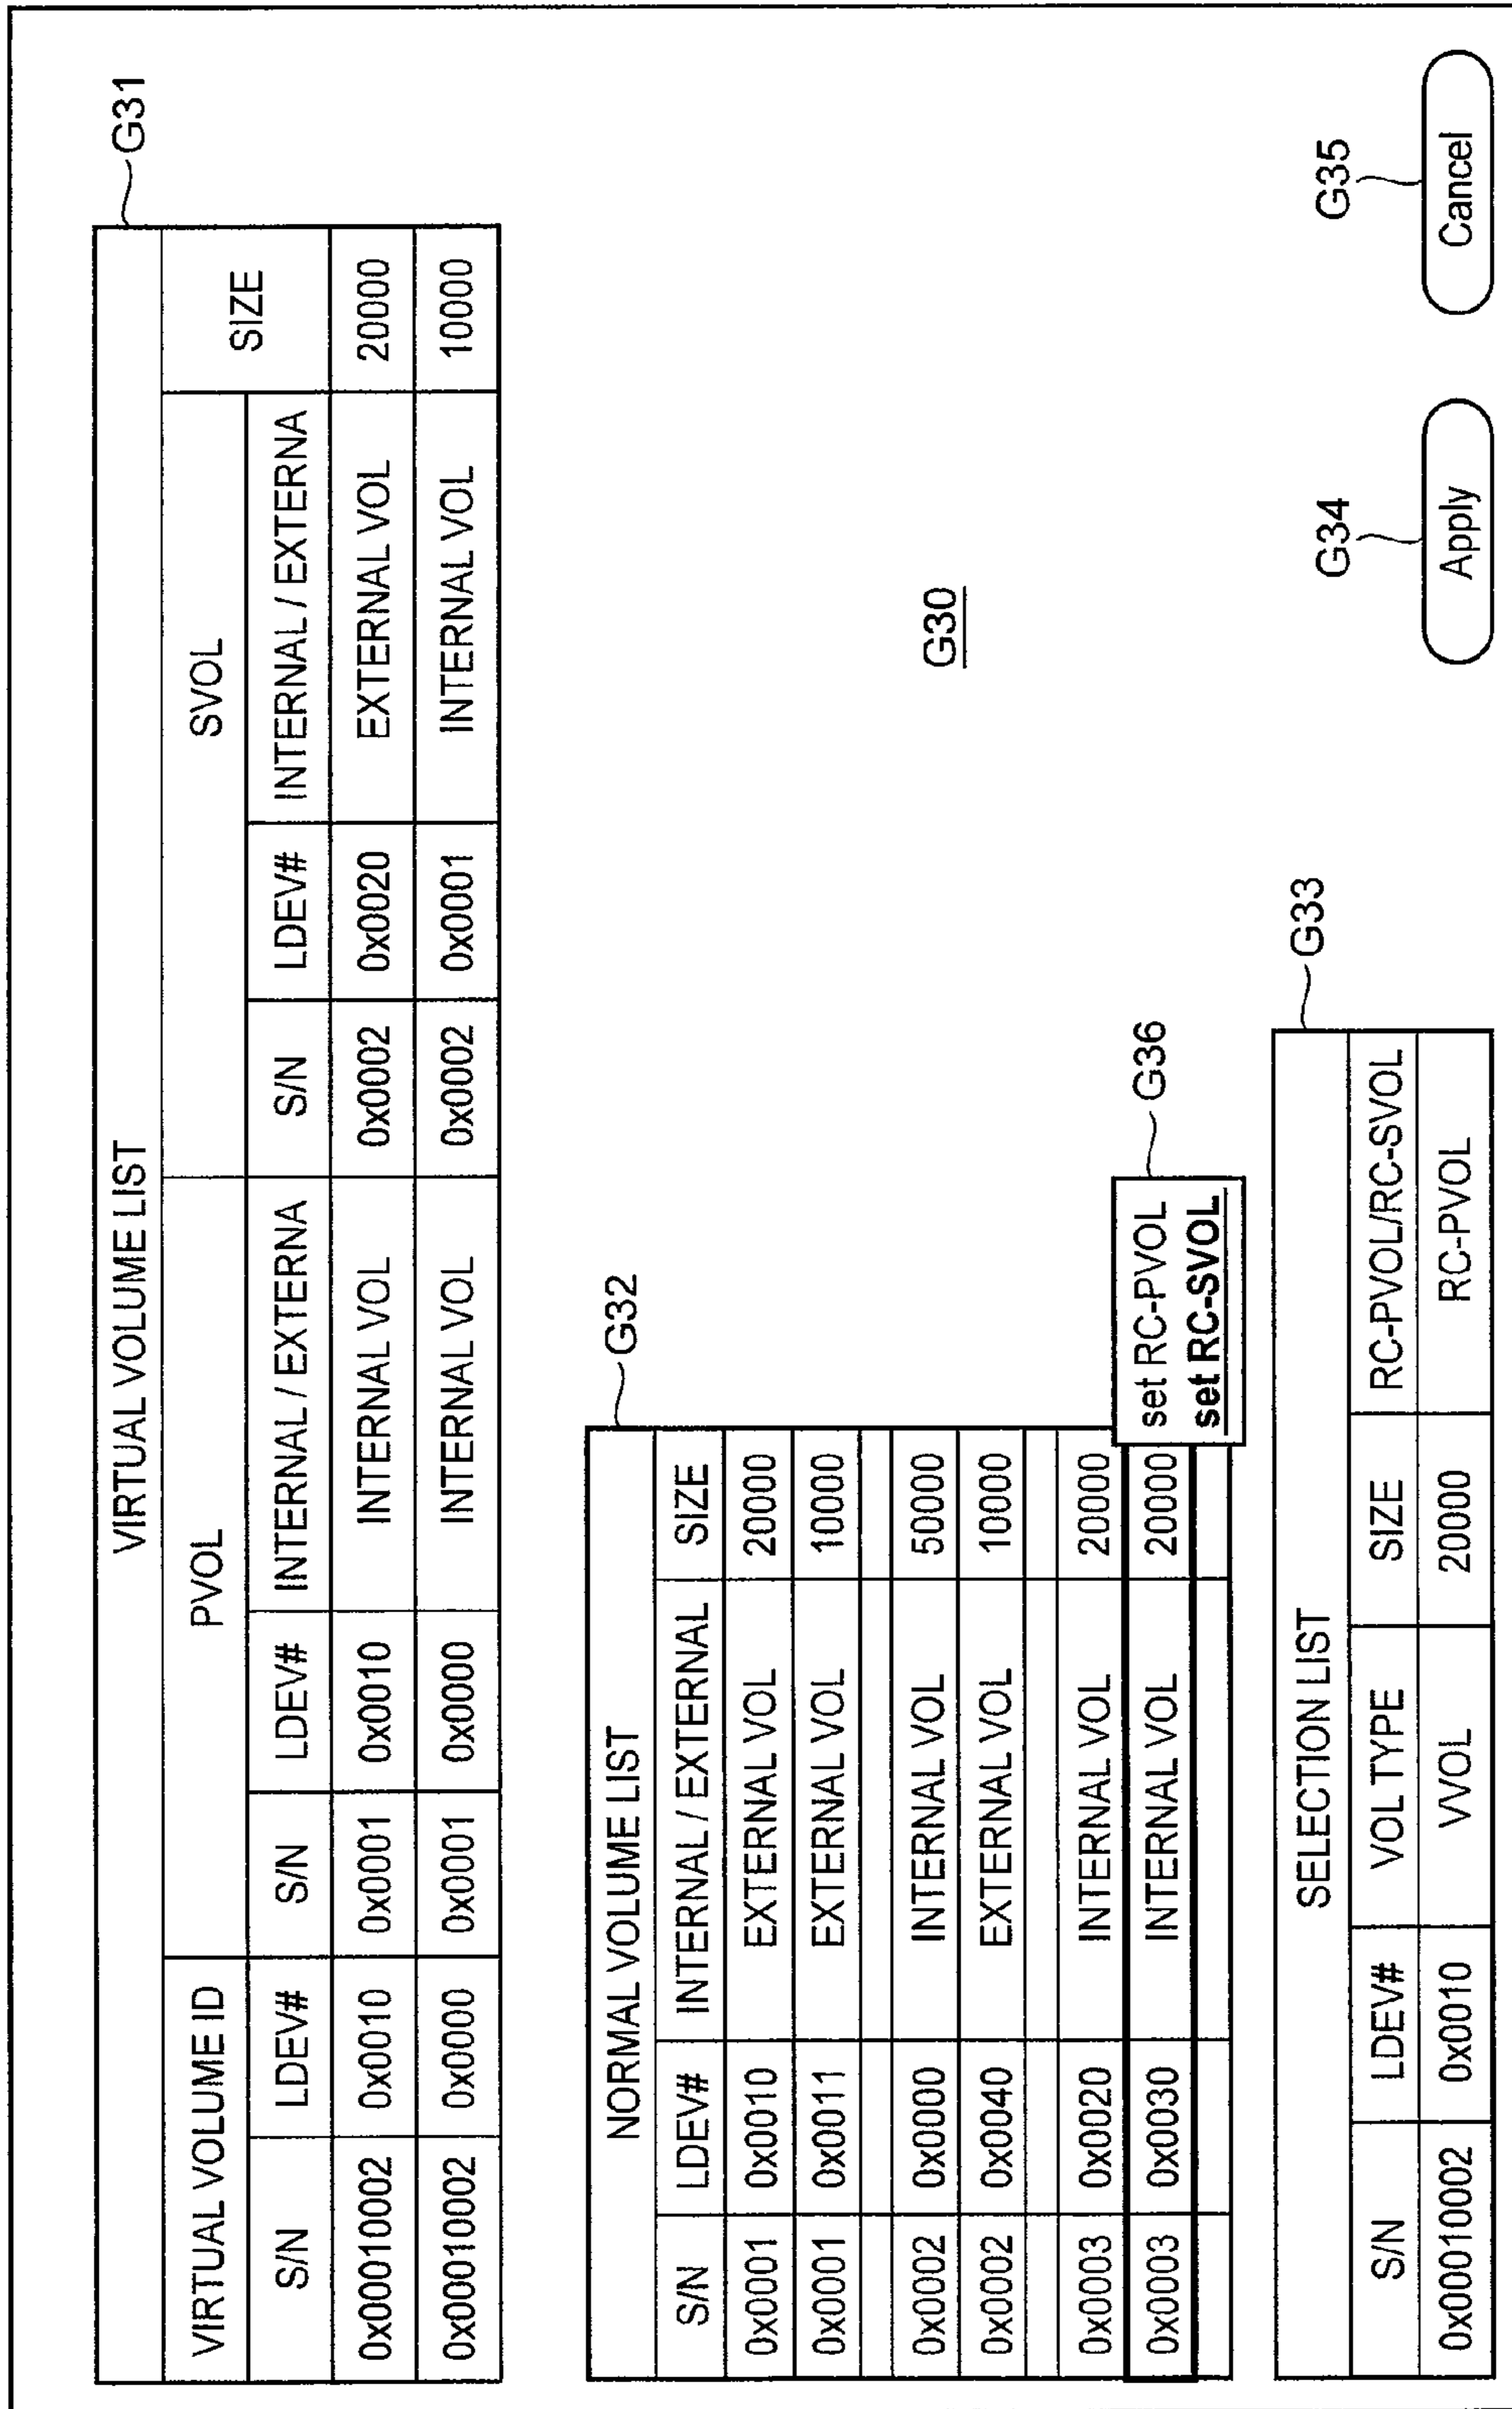 VIRTUAL VOLUME LIST
G31
VIRTUAL VOLUME ID PVOL SVOL SIZE
S/N LDEV# S/N LDEV# INTERNAL / EXTERNA S/N LDEV# INTERNAL / EXTERNA
0x00010002 0x0010 0x0001 0x0010 INTERNAL VOL 0x0002 0x0020 EXTERNAL VOL 20000
0x00010002 0x0000 0x0001 0x0000 INTERNAL VOL 0x0002 0x0001 INTERNAL VOL 10000
G32
NORMAL VOLUME LIST
S/N LDEV# INTERNAL / EXTERNAL SIZE
0x0001 0x0010 EXTERNAL VOL 20000
0x0001 0x0011 EXTERNAL VOL 10000
0x0002 0x0000 INTERNAL VOL 50000
0x0002 0x0040 EXTERNAL VOL 10000
0x0003 0x0020 INTERNAL VOL 20000
0x0003 0x0030 INTERNAL VOL 20000
G30
set RC-PVOL
set RC-SVOL
G36
G33
SELECTION LIST
S/N LDEV# VOL TYPE SIZE RC-PVOL/RC-SVOL
0x00010002 0x0010 VVOL 20000 RC-PVOL
G34
Apply
G35
Cancel